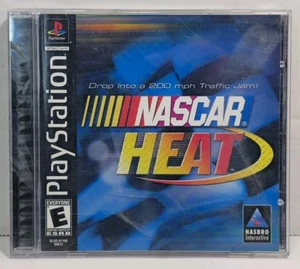 PlayStation
Drop into a 200 mph Traffic Jam!
NASCAR
HEAT
EVERYONE
E
ESRB
HASBRO
Interactive